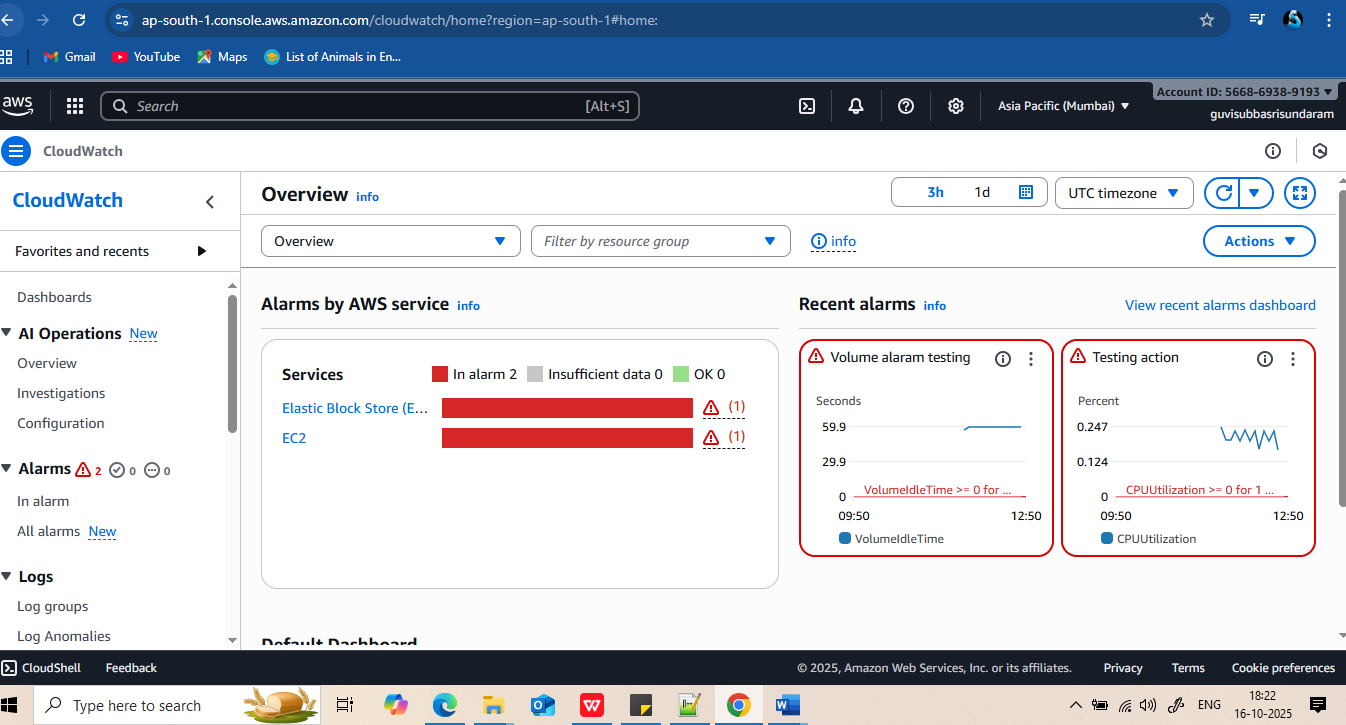 ap-south-1.console.aws.amazon.com/cloudwatch/home?region=ap-south-1#home:
Gmail YouTube Maps List of Animals in En...
aws Search [Alt+S] Asia Pacific (Mumbai) Account ID: 5668-6938-9193
guvisubbasrisundaram
CloudWatch
CloudWatch
Favorites and recents
Dashboards
AI Operations New
Overview
Investigations
Configuration
Alarms 2 0 0
In alarm
All alarms New
Logs
Log groups
Log Anomalies
Overview info
3h 1d UTC timezone
Overview Filter by resource group info Actions
Alarms by AWS service info
Services In alarm 2 Insufficient data 0 OK 0
Elastic Block Store (E... (1)
EC2 (1)
Recent alarms info View recent alarms dashboard
Volume alaram testing
Seconds
59.9
29.9
VolumeIdleTime >= 0 for ...
0
09:50 12:50
VolumeIdleTime
Testing action
Percent
0.247
0.124
CPUUtilization >= 0 for 1 ...
0
09:50 12:50
CPUUtilization
Default Dashboard
CloudShell Feedback © 2025, Amazon Web Services, Inc. or its affiliates. Privacy Terms Cookie preferences
Type here to search ENG 18:22
16-10-2025